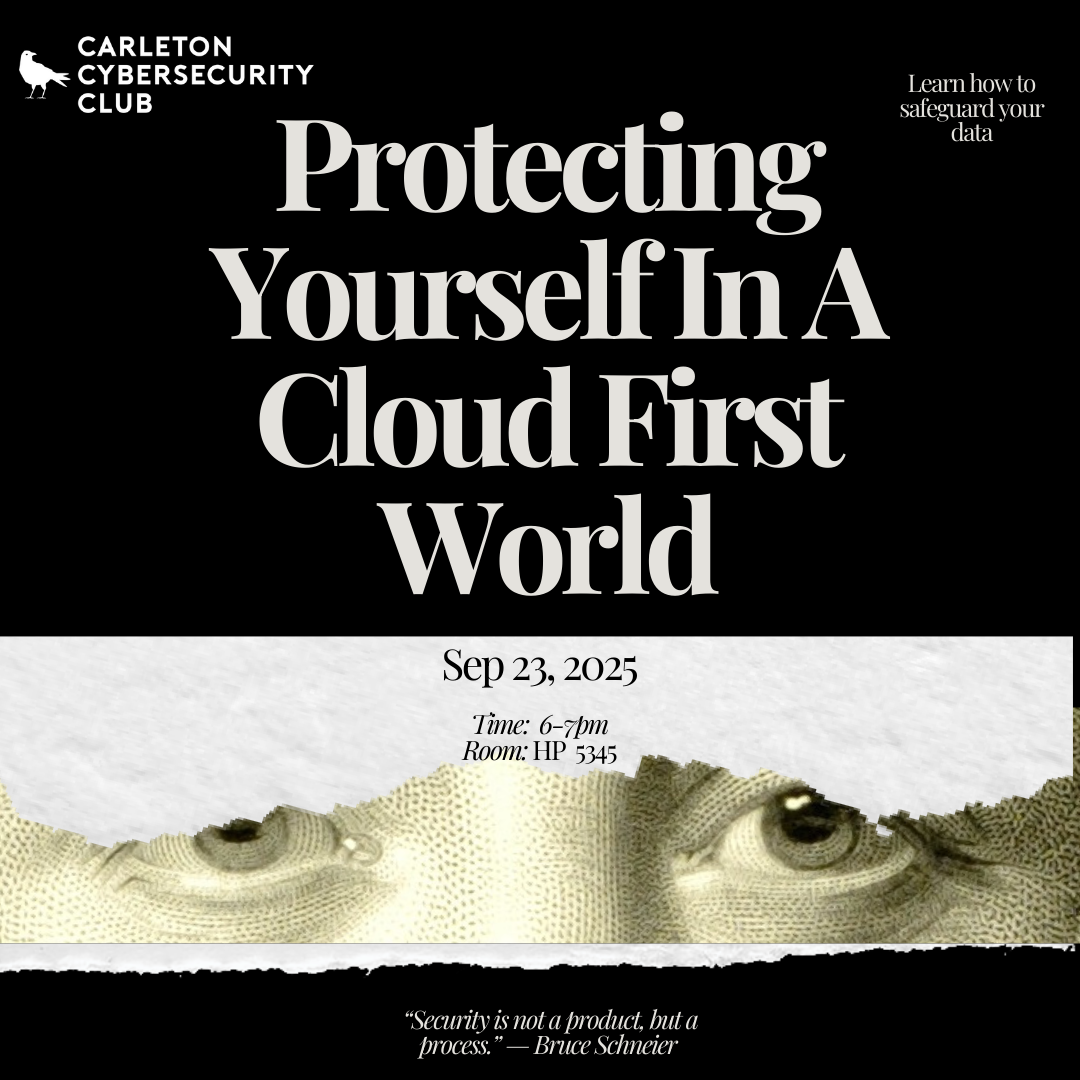 CARLETON
CYBERSECURITY
CLUB
Learn how to
safeguard your
data
Protecting
Yourself In A
Cloud First
World
Sep 23, 2025
Time: 6-7pm
Room: HP 5345
“Security is not a product, but a
process.” — Bruce Schneier